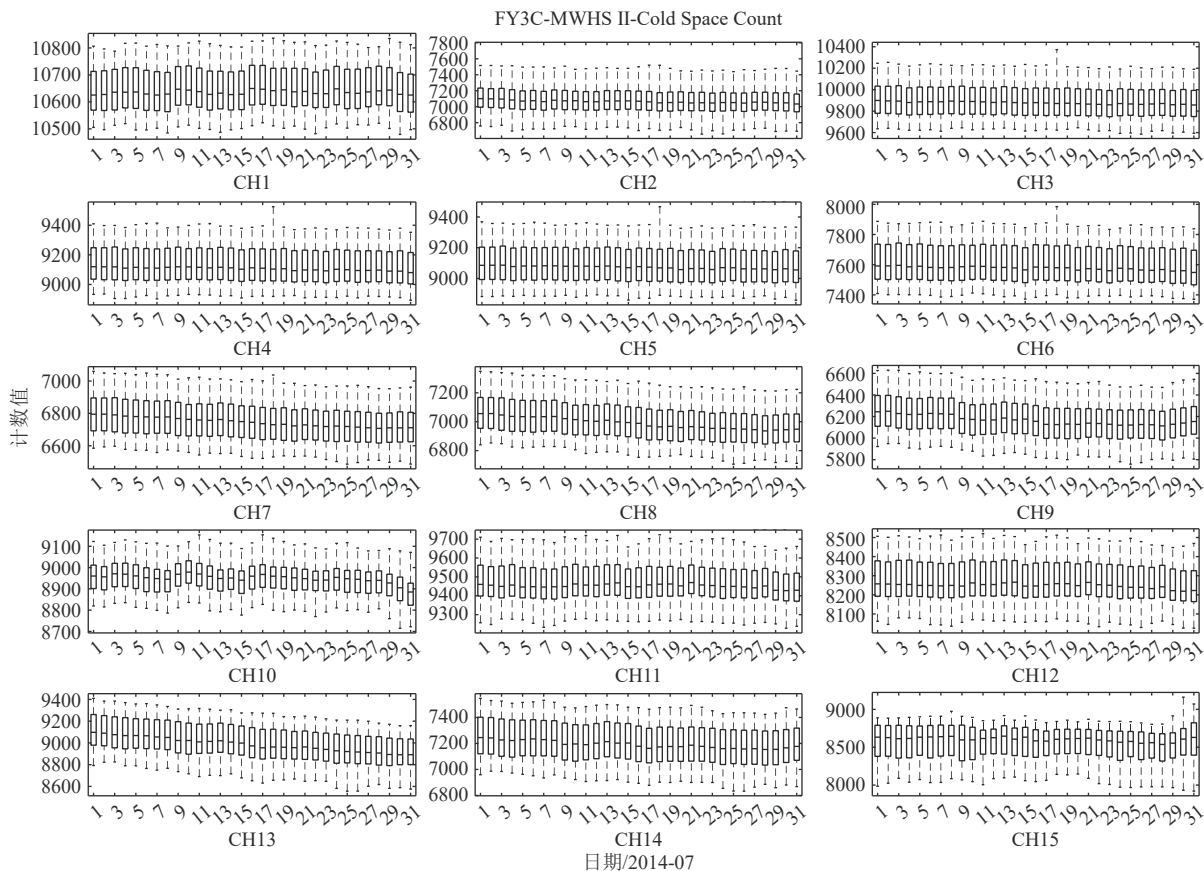 FY3C-MWHS II-Cold Space Count
10800
10700
10600
10500
1 3 5 7 9 11 13 15 17 19 21 23 25 27 29 31
CH1
7800
7600
7400
7200
7000
6800
1 3 5 7 9 11 13 15 17 19 21 23 25 27 29 31
CH2
10400
10200
10000
9800
9600
1 3 5 7 9 11 13 15 17 19 21 23 25 27 29 31
CH3
9400
9200
9000
1 3 5 7 9 11 13 15 17 19 21 23 25 27 29 31
CH4
9400
9200
9000
1 3 5 7 9 11 13 15 17 19 21 23 25 27 29 31
CH5
8000
7800
7600
7400
1 3 5 7 9 11 13 15 17 19 21 23 25 27 29 31
CH6
计数值
7000
6800
6600
1 3 5 7 9 11 13 15 17 19 21 23 25 27 29 31
CH7
7200
7000
6800
1 3 5 7 9 11 13 15 17 19 21 23 25 27 29 31
CH8
6600
6400
6200
6000
5800
1 3 5 7 9 11 13 15 17 19 21 23 25 27 29 31
CH9
9100
9000
8900
8800
8700
1 3 5 7 9 11 13 15 17 19 21 23 25 27 29 31
CH10
9700
9600
9500
9400
9300
1 3 5 7 9 11 13 15 17 19 21 23 25 27 29 31
CH11
8500
8400
8300
8200
8100
1 3 5 7 9 11 13 15 17 19 21 23 25 27 29 31
CH12
9400
9200
9000
8800
8600
1 3 5 7 9 11 13 15 17 19 21 23 25 27 29 31
CH13
7400
7200
7000
6800
1 3 5 7 9 11 13 15 17 19 21 23 25 27 29 31
CH14
9000
8500
8000
1 3 5 7 9 11 13 15 17 19 21 23 25 27 29 31
CH15
日期/2014-07